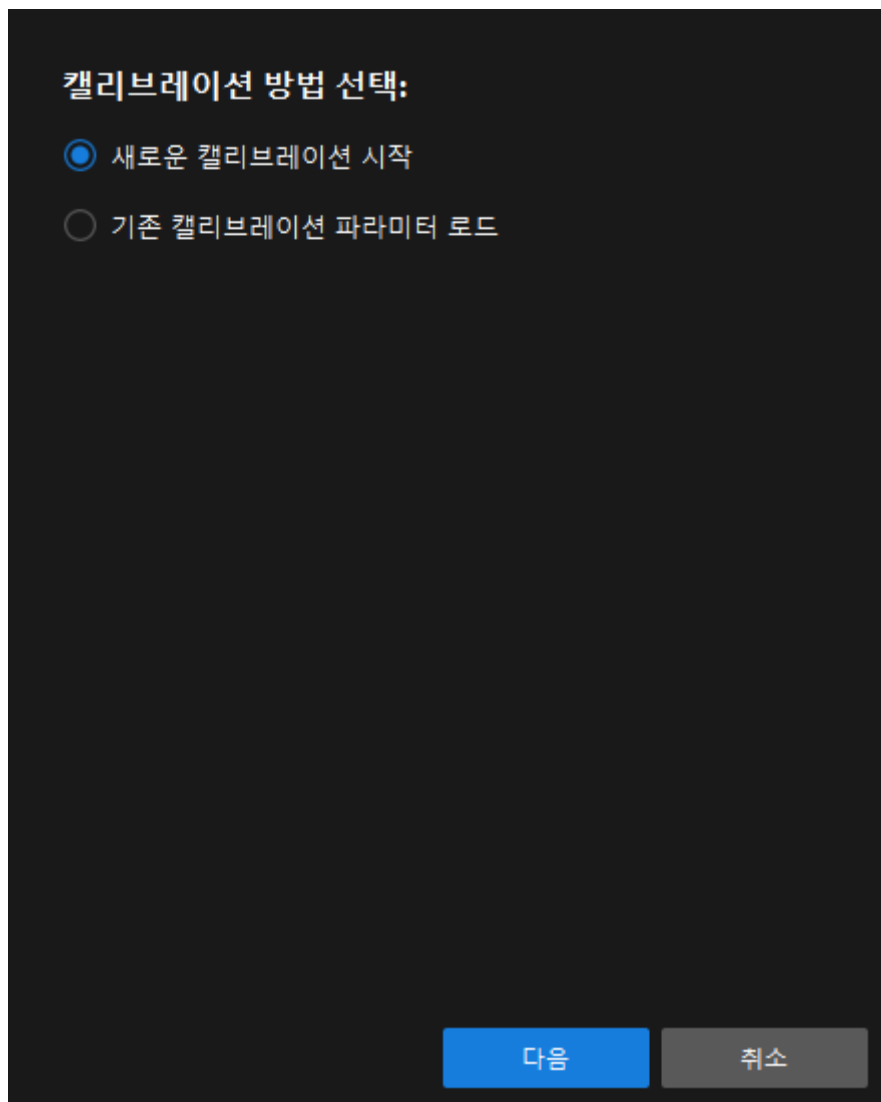 캘리브레이션 방법 선택:
새로운 캘리브레이션 시작
기존 캘리브레이션 파라미터 로드
다음
취소